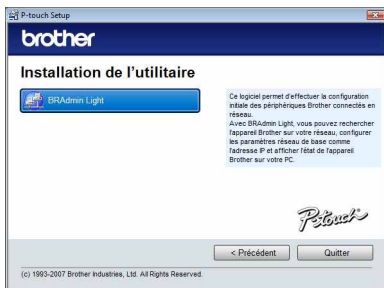 P-touch Setup
brother
Installation de l'utilitaire
BRAdmin Light
Ce logiciel permet d'effectuer la configuration
initiale des périphériques Brother connectés en
réseau.
Avec BRAdmin Light, vous pouvez rechercher
l'appareil Brother sur votre réseau, configurer
les paramètres réseau de base comme
l'adresse IP et afficher l'état de l'appareil
Brother sur votre PC.
P-touch
< Précédent
Quitter
(c) 1993-2007 Brother Industries, Ltd. All Rights Reserved.